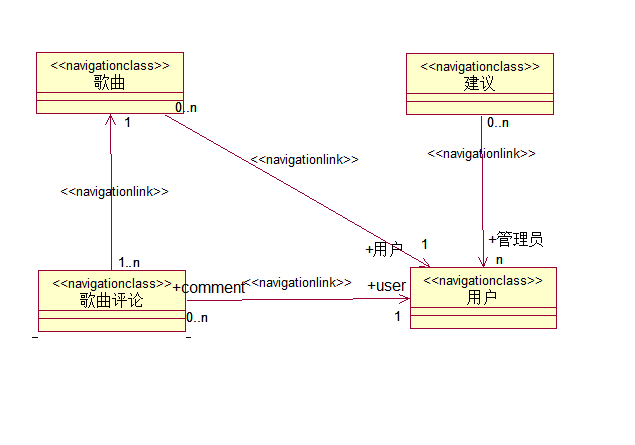 <<navigationclass>>
歌曲
<<navigationclass>>
建议
0..n
1
0..n
<<navigationlink>>
<<navigationlink>>
<<navigationlink>>
+用户
1
+管理员
n
1..n
<<navigationclass>>
歌曲评论
+comment
<<navigationlink>>
+user
0..n
1
<<navigationclass>>
用户